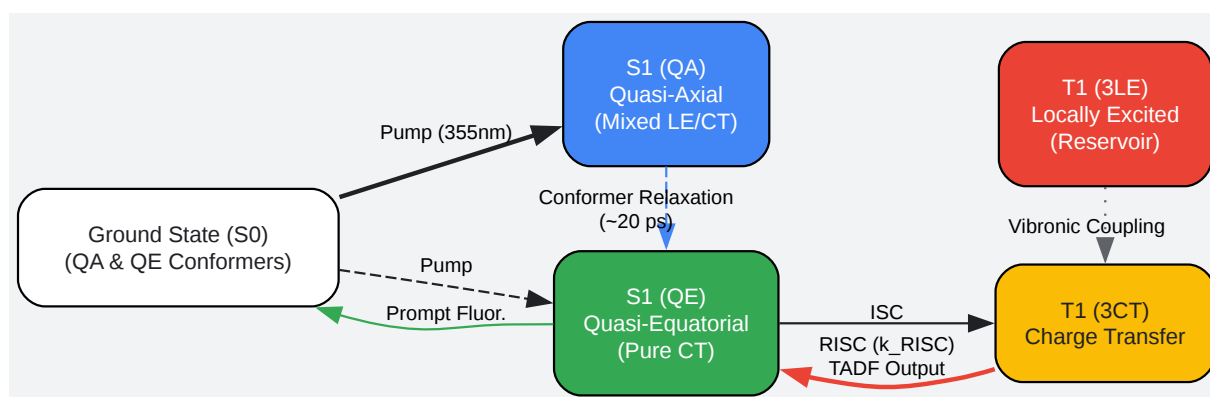 S1 (QA)
Quasi-Axial
(Mixed LE/CT)
T1 (3LE)
Locally Excited
(Reservoir)
Pump (355nm)
Conformer Relaxation
(~20 ps)
Ground State (S0)
(QA & QE Conformers)
Vibronic Coupling
Pump
Prompt Fluor.
S1 (QE)
Quasi-Equatorial
(Pure CT)
ISC
RISC (k_RISC)
TADF Output
T1 (3CT)
Charge Transfer